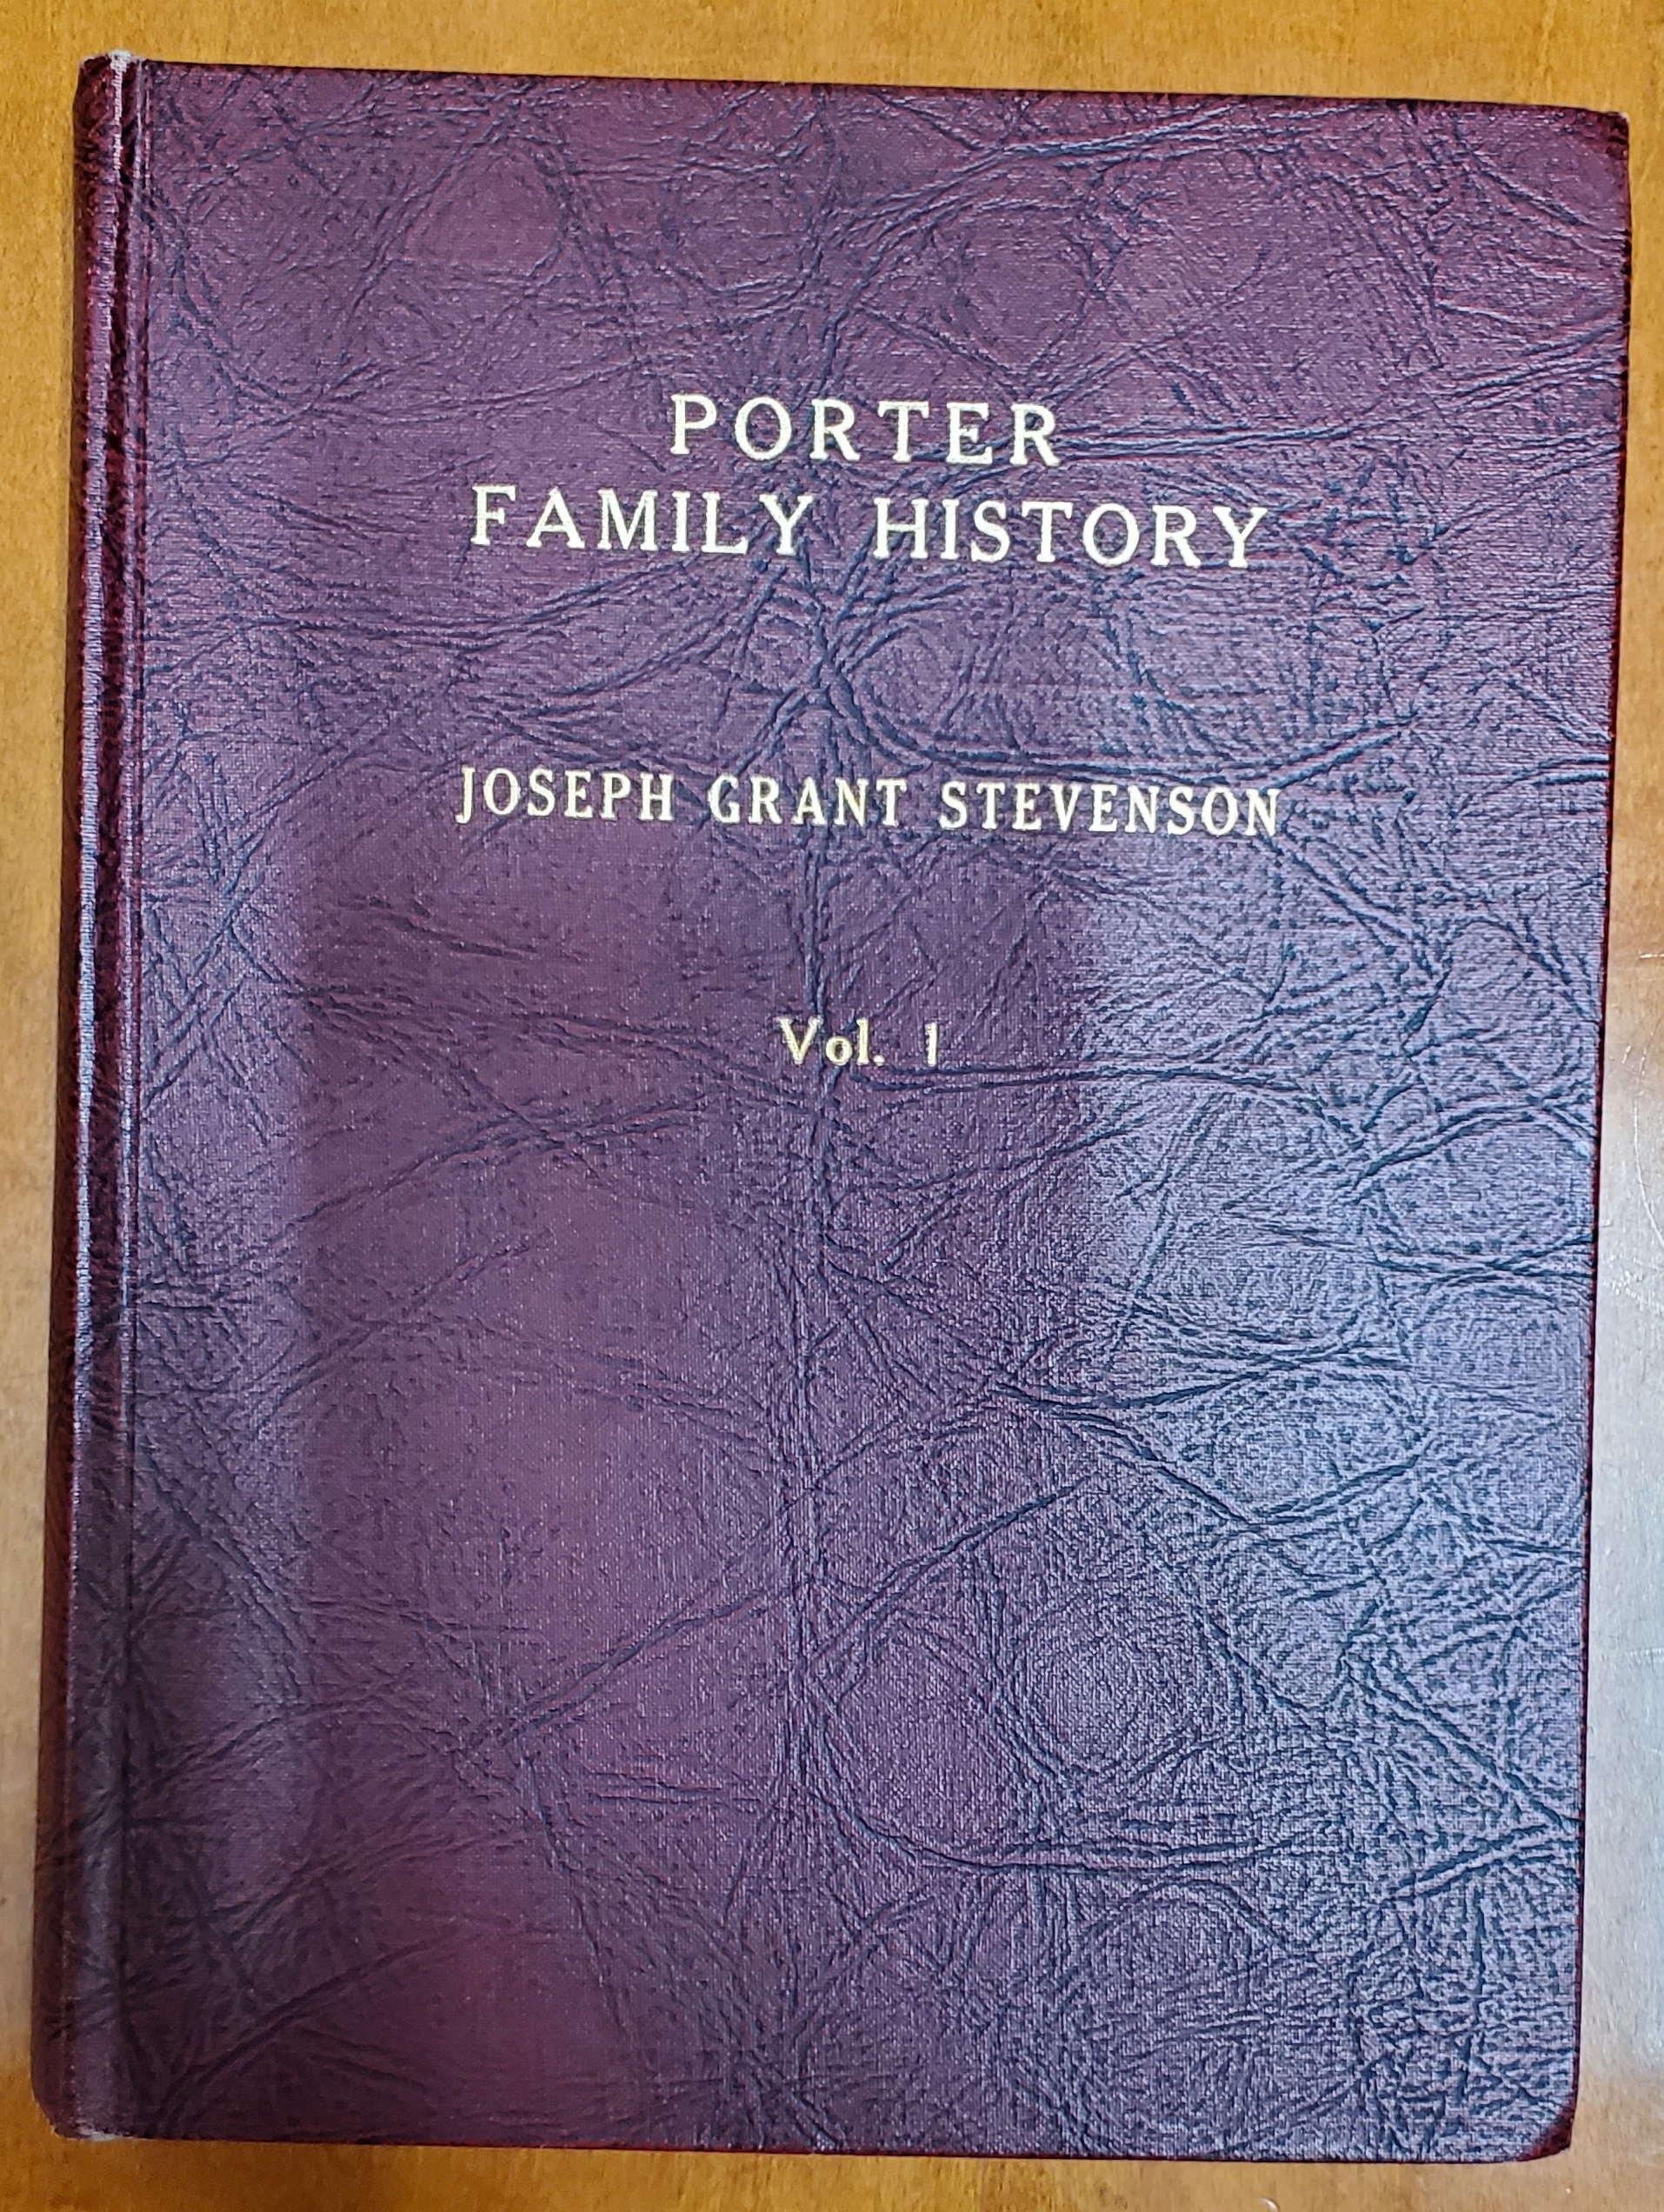 PORTER
FAMILY HISTORY
JOSEPH GRANT STEVENSON
Vol. 1